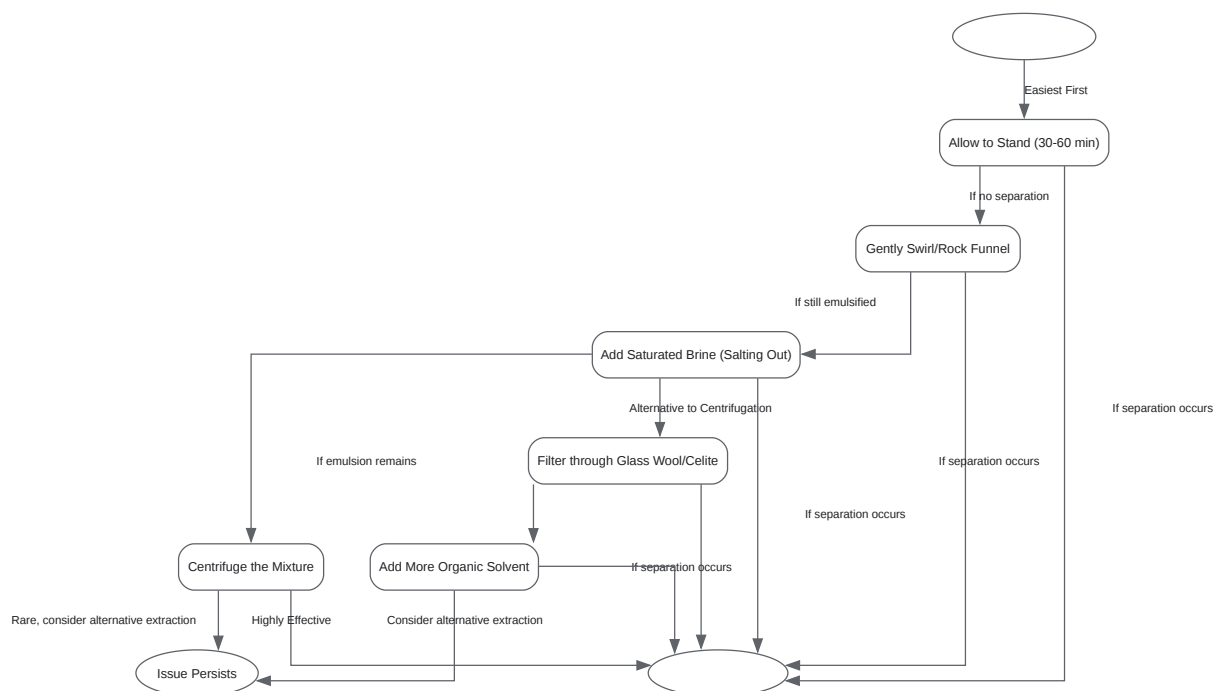 Easiest First
Allow to Stand (30-60 min)
If no separation
Gently Swirl/Rock Funnel
If still emulsified
Add Saturated Brine (Salting Out)
Alternative to Centrifugation
If separation occurs
If emulsion remains
Filter through Glass Wool/Celite
If separation occurs
If separation occurs
Centrifuge the Mixture
Add More Organic Solvent
If separation occurs
Rare, consider alternative extraction
Highly Effective
Consider alternative extraction
Issue Persists